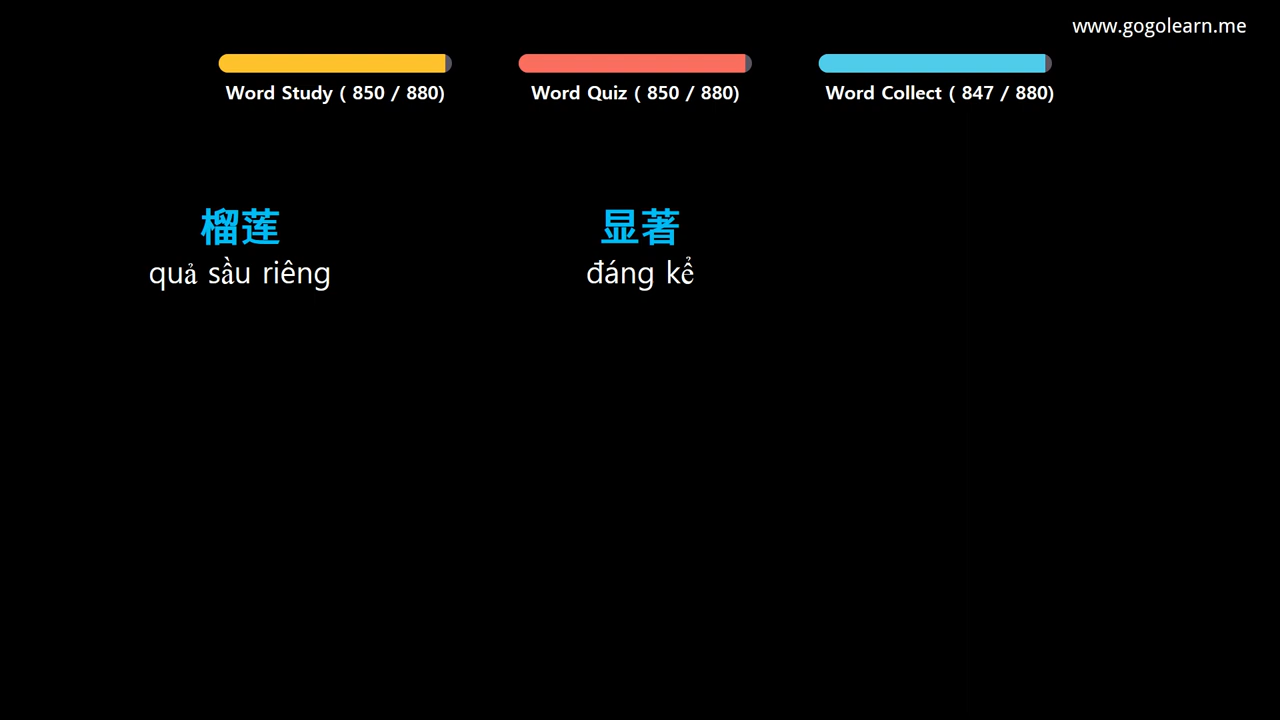 www.gogolearn.me
Word Study ( 850 / 880)
Word Quiz ( 850 / 880)
Word Collect ( 847 / 880)
榴莲
显著
quả sầu riêng
đáng kể